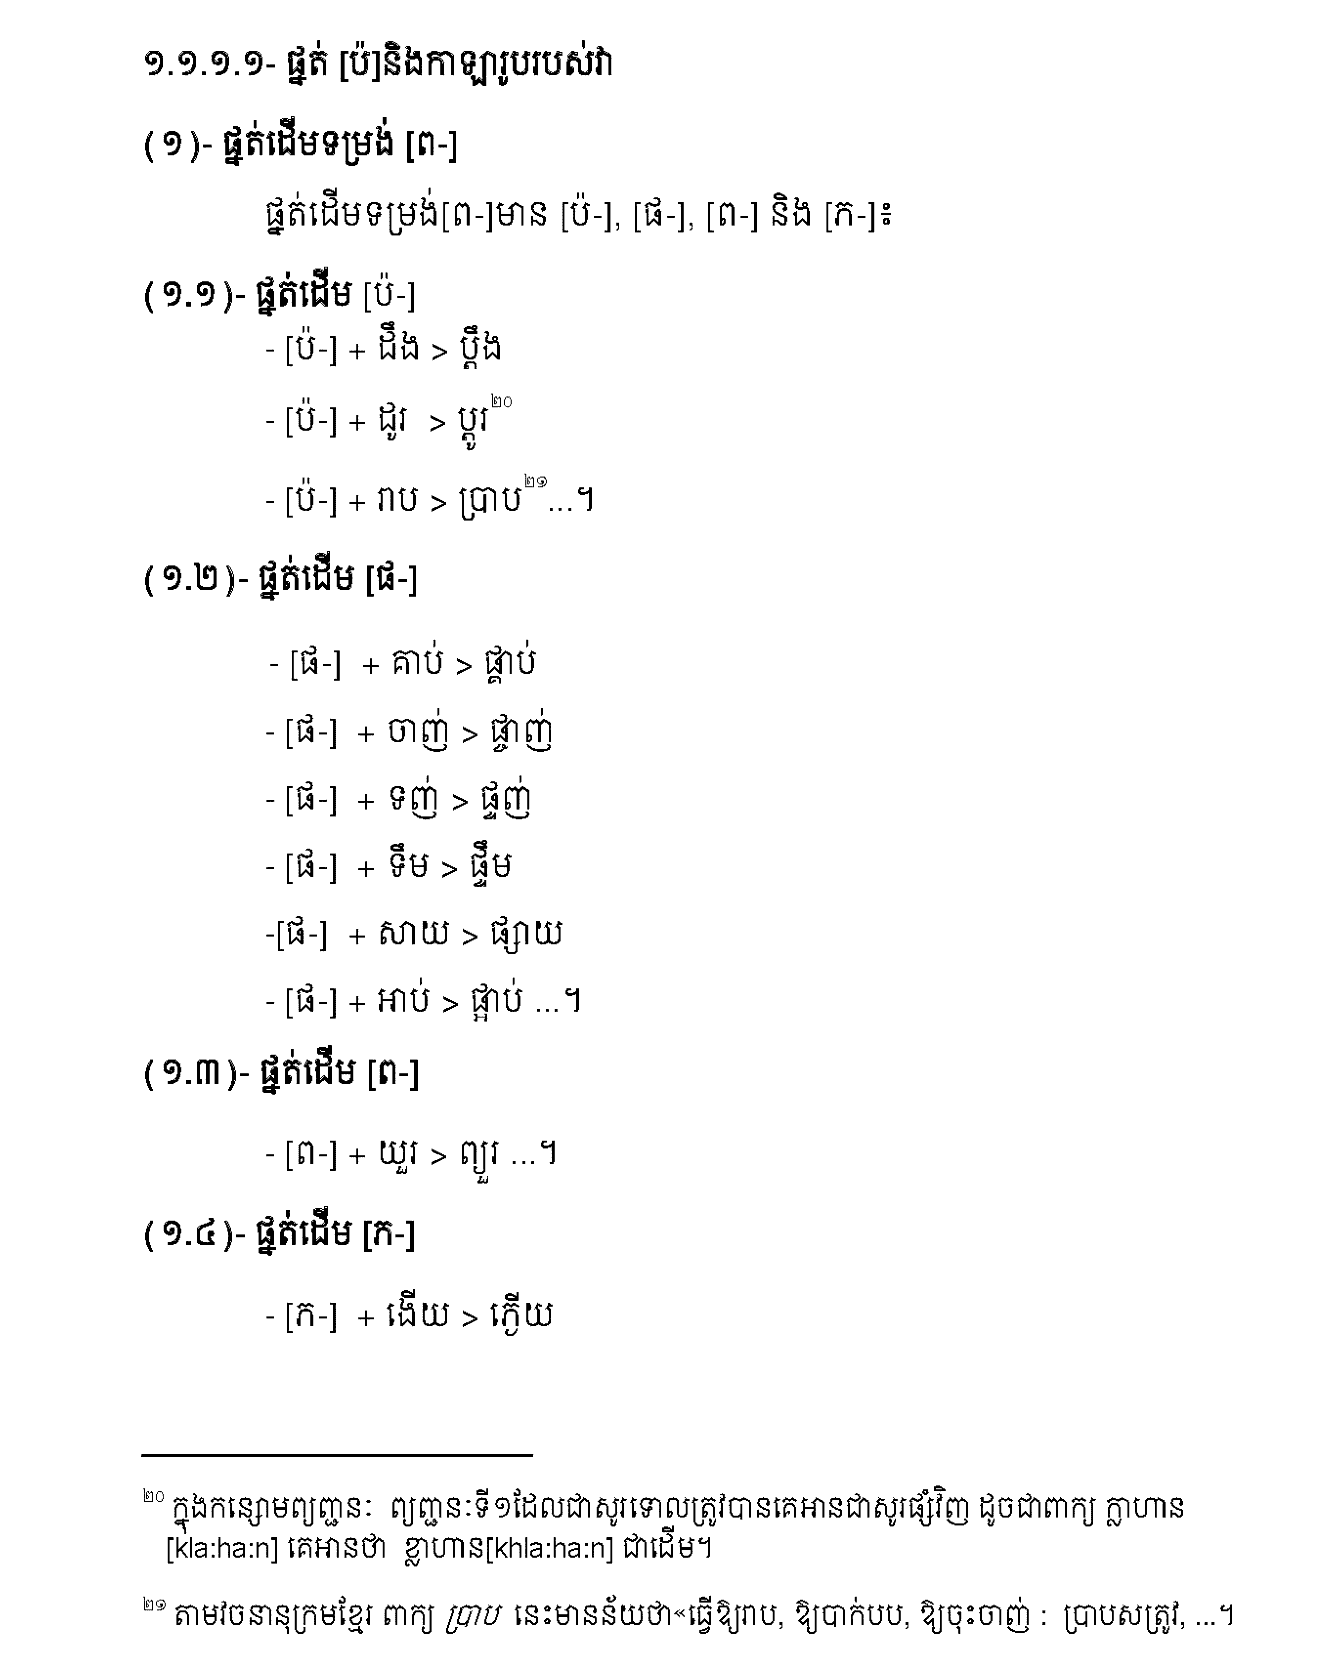 ១.១.១.១- ផ្នត់ [ប៉]និងកាឡារូបរបស់វា
(១)- ផ្នត់ដើមទម្រង់ [ព-]
ផ្នត់ដើមទម្រង់[ព-]មាន [ប៉-], [ផ-], [ព-] និង [ភ-]៖
(១.១)- ផ្នត់ដើម [ប៉-]
- [ប៉-] + ដឹង > ប្ដឹង
- [ប៉-] + ដូរ > ប្ដូរ២០
- [ប៉-] + រាប > ប្រាប២១...។
(១.២)- ផ្នត់ដើម [ផ-]
- [ផ-] + គាប់ > ផ្គាប់
- [ផ-] + ចាញ់ > ផ្ចាញ់
- [ផ-] + ទញ់ > ផ្ទញ់
- [ផ-] + ទឹម > ផ្ទឹម
-[ផ-] + សាយ > ផ្សាយ
- [ផ-] + អាប់ > ផ្អាប់ ...។
(១.៣)- ផ្នត់ដើម [ព-]
- [ព-] + យួរ > ព្យួរ ...។
(១.៤)- ផ្នត់ដើម [ភ-]
- [ភ-] + ងើយ > ភ្ងើយ
២០ ក្នុងកន្សោមព្យញ្ជនៈ ព្យញ្ជនៈទី១ដែលជាសូរទោលត្រូវបានគេអានជាសូរផ្សំវិញ ដូចជាពាក្យ ក្លាហាន
[kla:ha:n] គេអានថា ខ្លាហាន[khla:ha:n] ជាដើម។
២១ តាមវចនានុក្រមខ្មែរ ពាក្យ ប្រាប នេះមានន័យថា«ធ្វើឱ្យរាប, ឱ្យបាក់បប, ឱ្យចុះចាញ់ : ប្រាបសត្រូវ, ...។